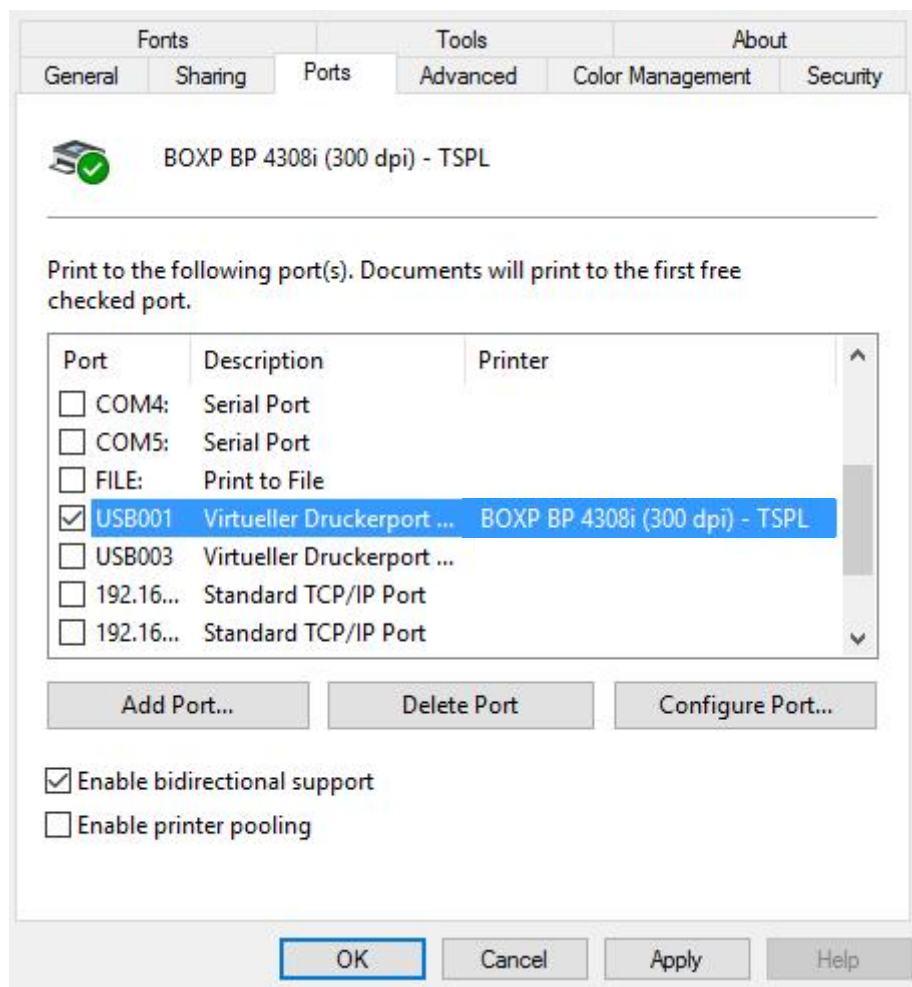 Fonts Tools About
General Sharing Ports Advanced Color Management Security
BOXP BP 4308i (300 dpi) - TSPL
Print to the following port(s). Documents will print to the first free
checked port.
Port Description Printer
COM4: Serial Port
COM5: Serial Port
FILE: Print to File
USB001 Virtueller Druckerport ... BOXP BP 4308i (300 dpi) - TSPL
USB003 Virtueller Druckerport ...
192.16... Standard TCP/IP Port
192.16... Standard TCP/IP Port
Add Port... Delete Port Configure Port...
Enable bidirectional support
Enable printer pooling
OK Cancel Apply Help